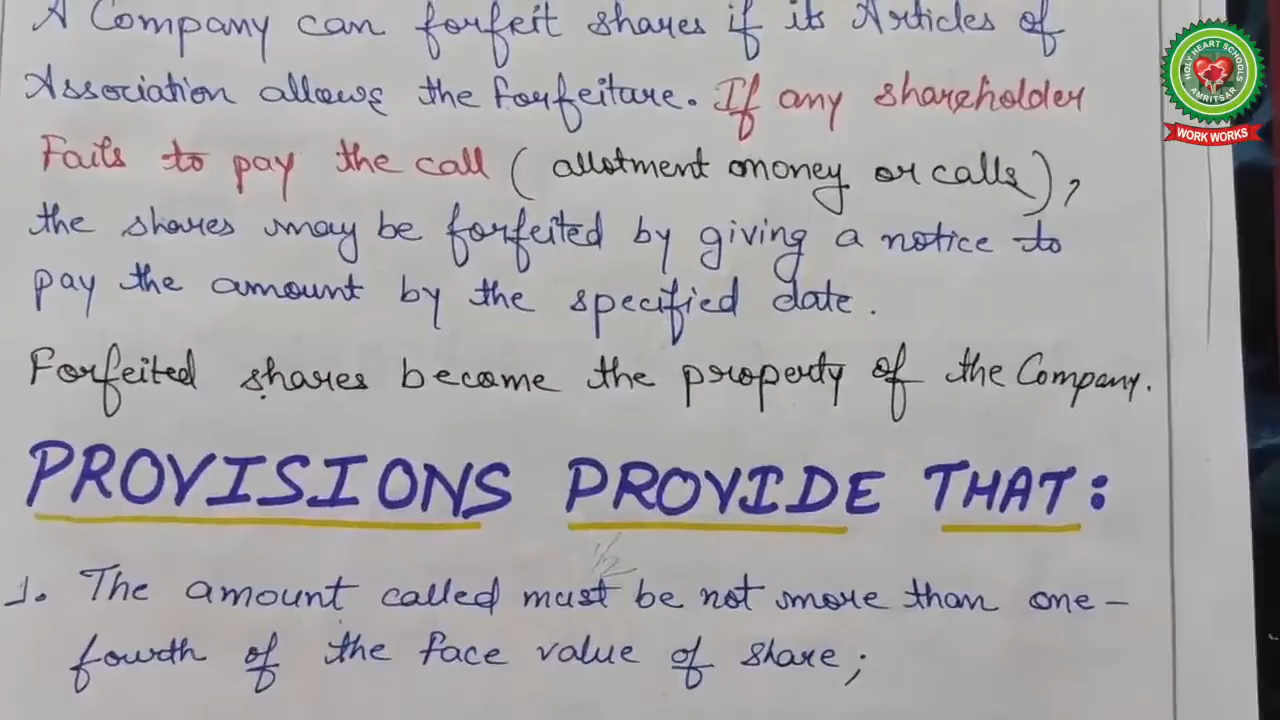 A Company can forfeit shares if its Articles of
Association allows the forfeiture. If any shareholder
Fails to pay the call ( allotment money or calls ),
the shares may be forfeited by giving a notice to
pay the amount by the specified date.
Forfeited shares become the property of the Company.
PROVISIONS PROVIDE THAT:
1/2
1. The amount called must be not more than one-
fourth of the face value of share;
HOLY HEART SCHOOLS
AMRITSAR
WORK WORKS